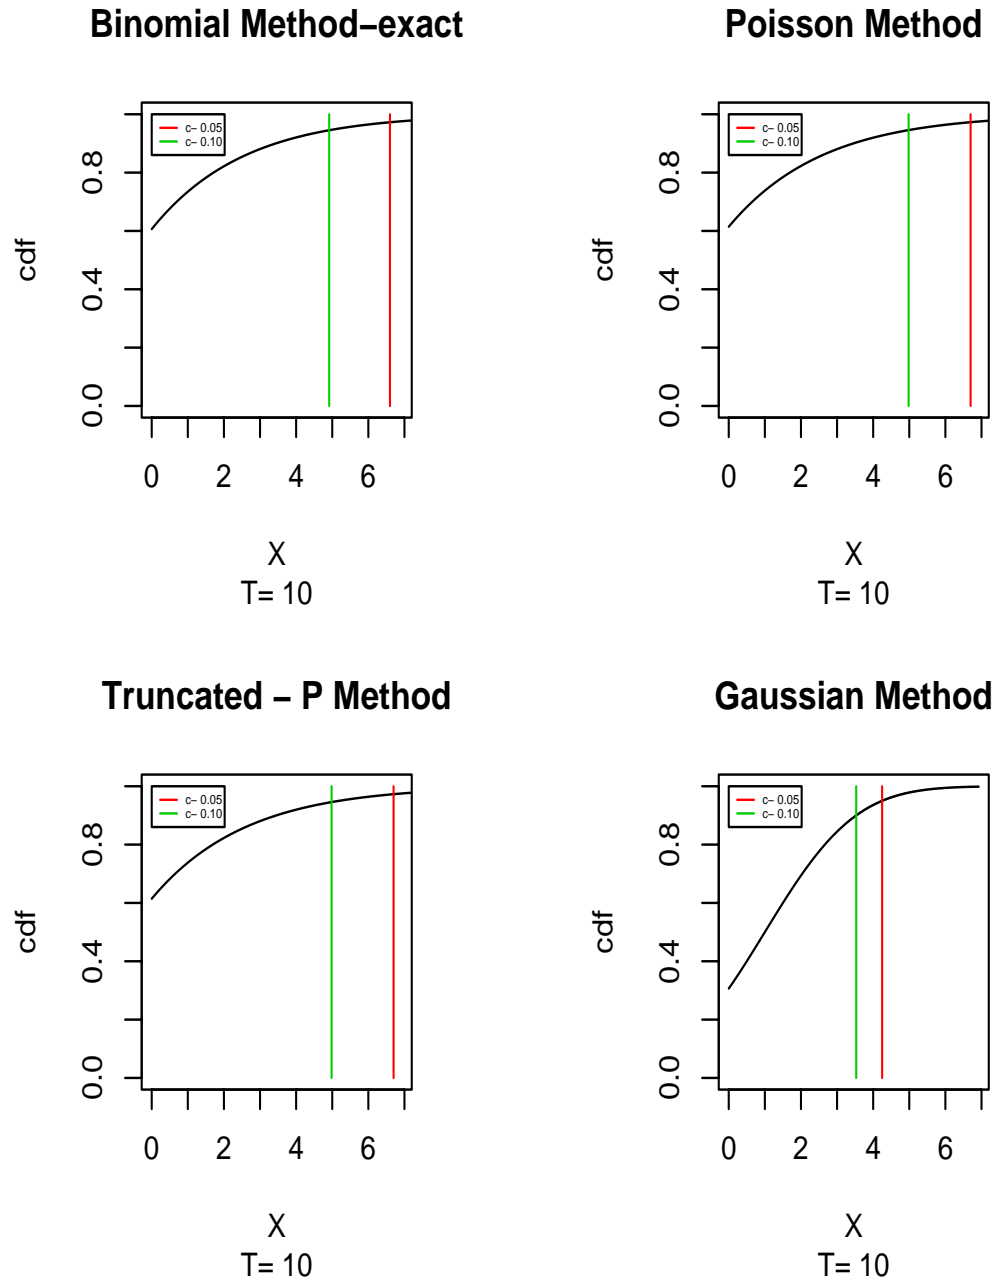 Binomial Method–exact
c– 0.05
c– 0.10
cdf
0.0 0.4 0.8
0 2 4 6
X
T= 10
Poisson Method
c– 0.05
c– 0.10
cdf
0.0 0.4 0.8
0 2 4 6
X
T= 10
Truncated – P Method
c– 0.05
c– 0.10
cdf
0.0 0.4 0.8
0 2 4 6
X
T= 10
Gaussian Method
c– 0.05
c– 0.10
cdf
0.0 0.4 0.8
0 2 4 6
X
T= 10